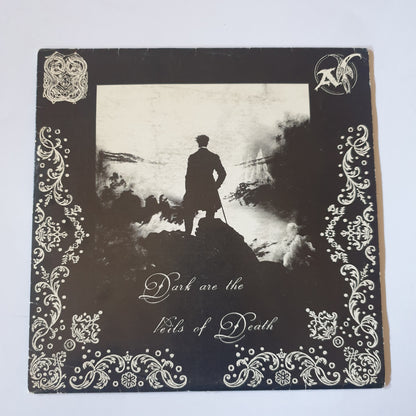 Dark are the
Veils of Death